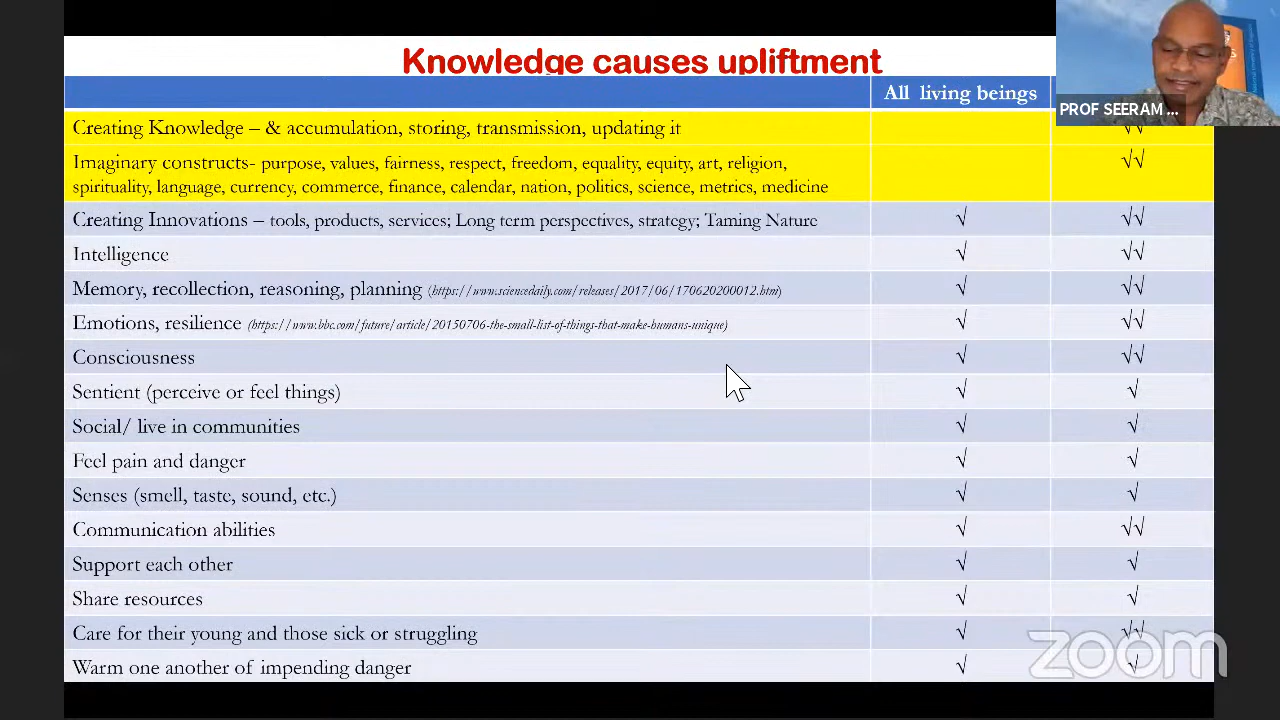 Knowledge causes upliftment
All living beings
PROF SEERAM ...
Creating Knowledge – & accumulation, storing, transmission, updating it √√
Imaginary constructs- purpose, values, fairness, respect, freedom, equality, equity, art, religion, √√
spirituality, language, currency, commerce, finance, calendar, nation, politics, science, metrics, medicine
Creating Innovations – tools, products, services; Long term perspectives, strategy; Taming Nature √ √√
Intelligence √ √√
Memory, recollection, reasoning, planning (https://www.sciencedaily.com/releases/2017/06/170620200012.htm) √ √√
Emotions, resilience (https://www.bbc.com/future/article/20150706-the-small-list-of-things-that-make-humans-unique) √ √√
Consciousness √ √√
Sentient (perceive or feel things) √ √
Social/ live in communities √ √
Feel pain and danger √ √
Senses (smell, taste, sound, etc.) √ √
Communication abilities √ √√
Support each other √ √
Share resources √ √
Care for their young and those sick or struggling √ √√
Warm one another of impending danger √ √
zoom